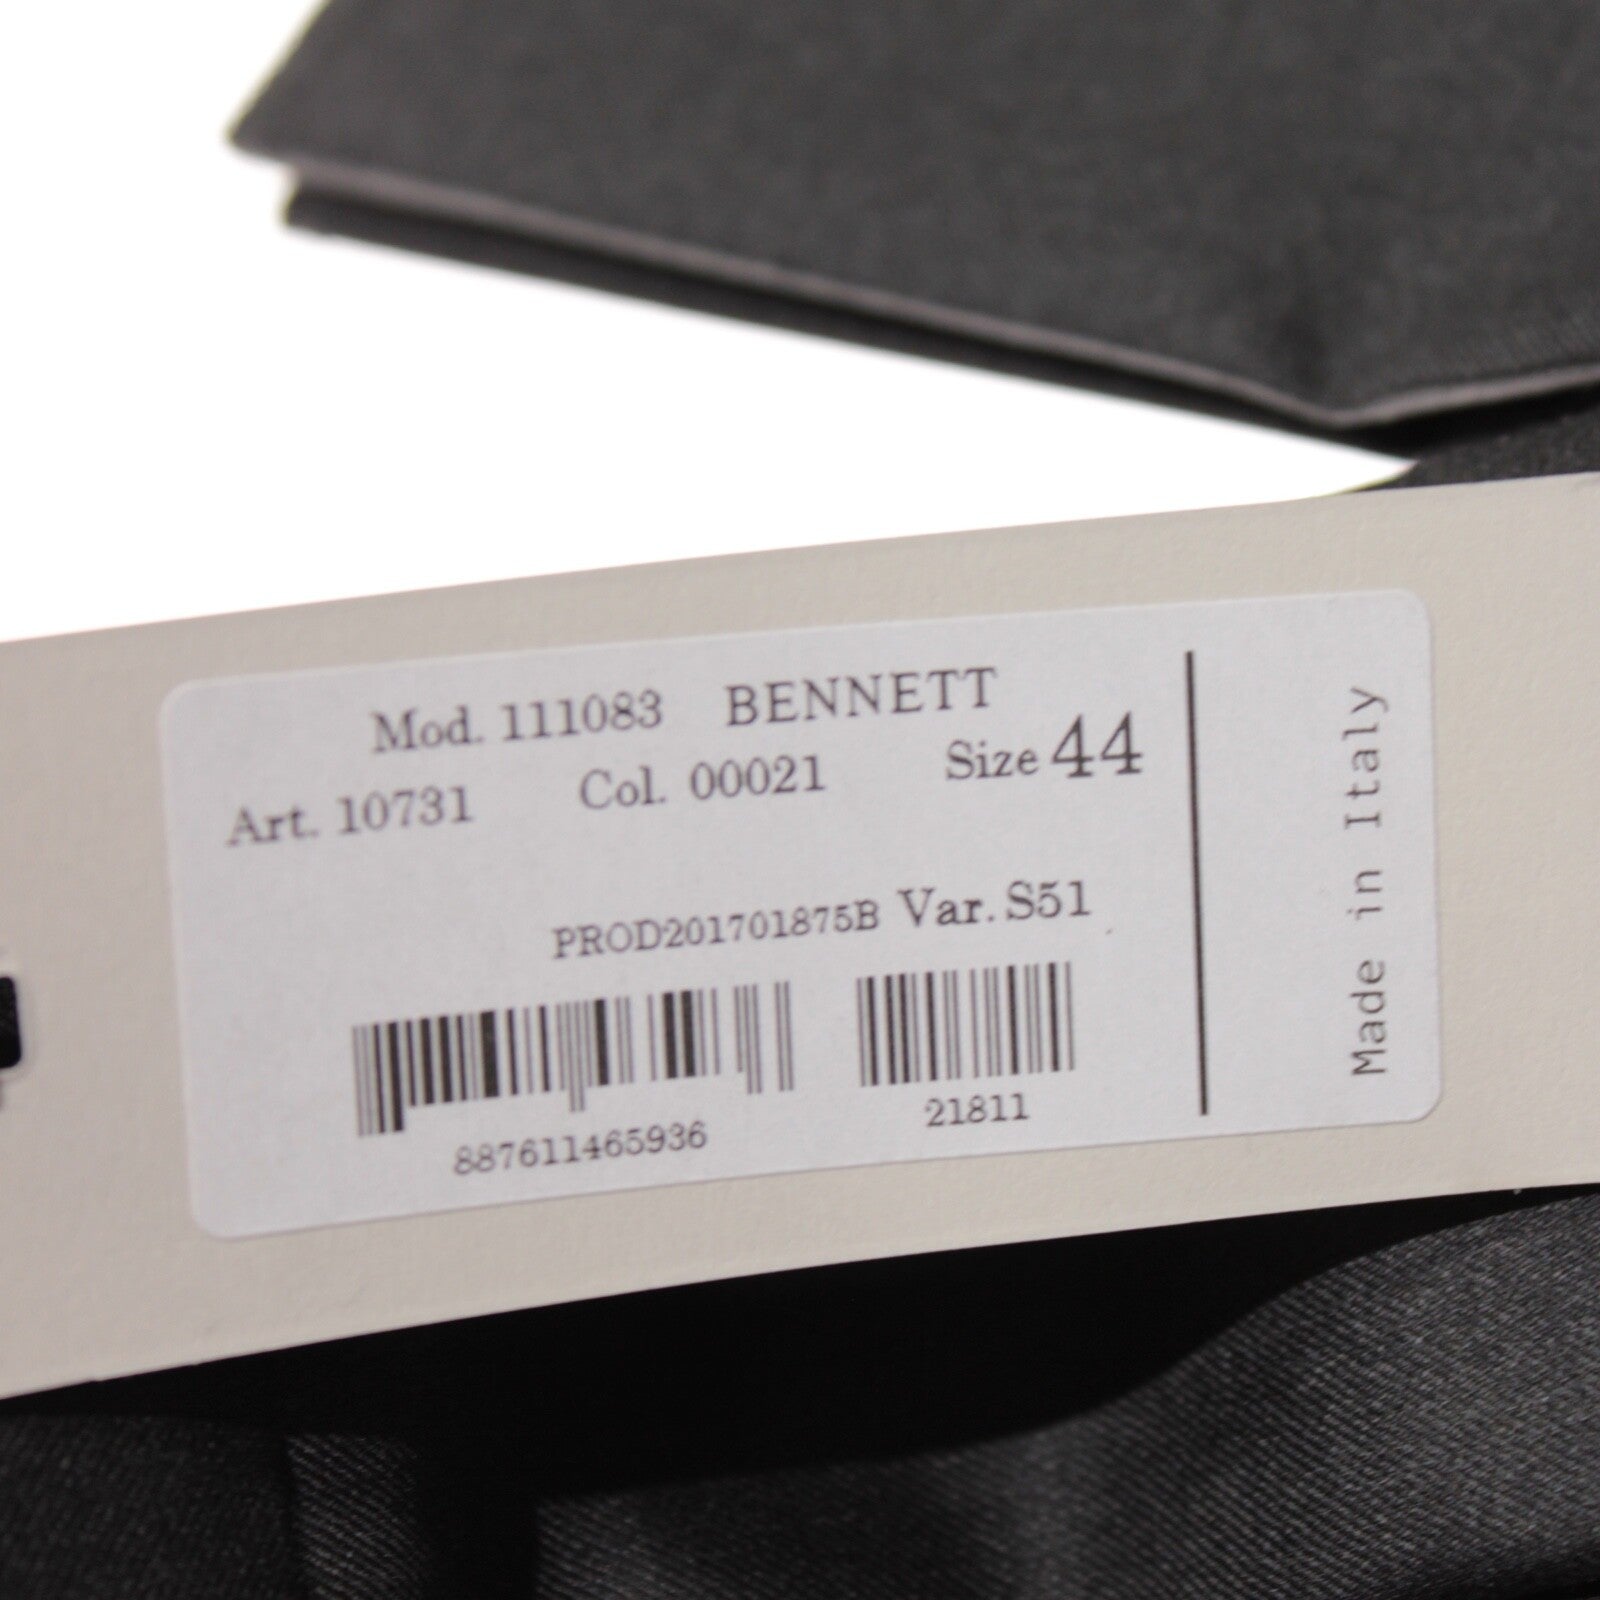 Mod. 111083 BENNETT
Art. 10731 Col. 00021 Size 44
PROD201701875B Var. S51
887611465936
21811
Made in Italy